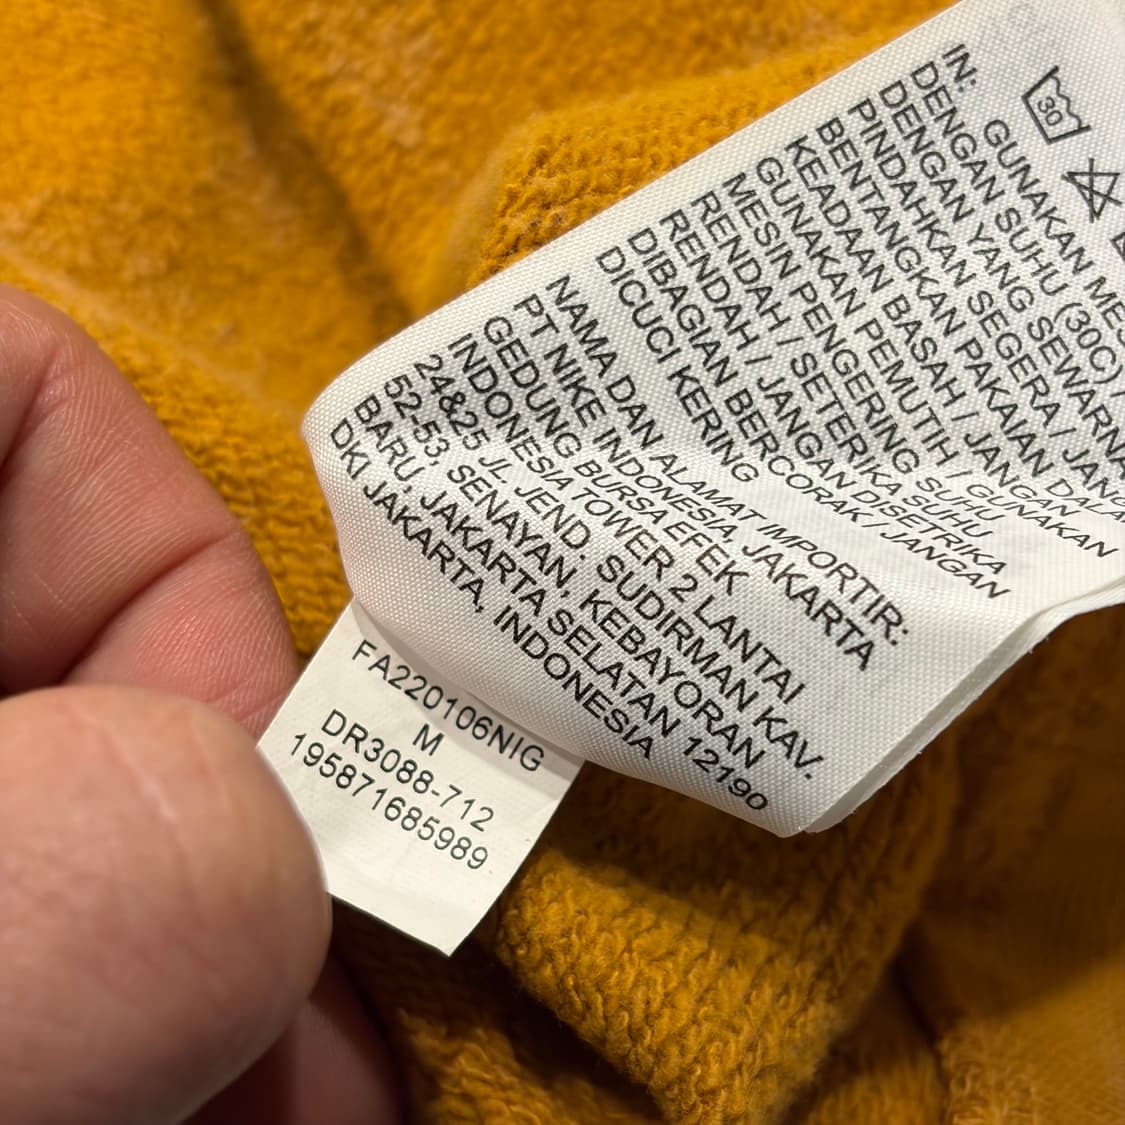 30
IN: GUNAKAN MES
DENGAN SUHU (30C) /
DENGAN YANG SEWARNA
PINDAHKAN SEGERA / JANG
BENTANGKAN PAKAIAN DALA
KEADAAN BASAH / JANGAN
GUNAKAN PEMUTIH / GUNAKAN
MESIN PENGERING SUHU
RENDAH / SETERIKA SUHU
RENDAH / JANGAN DISETRIKA
DIBAGIAN BERCORAK / JANGAN
DICUCI KERING
NAMA DAN ALAMAT IMPORTIR:
PT NIKE INDONESIA, JAKARTA
GEDUNG BURSA EFEK
INDONESIA TOWER 2 LANTAI
24&25 JL. JEND. SUDIRMAN KAV.
52-53, SENAYAN, KEBAYORAN
BARU, JAKARTA SELATAN 12190
DKI JAKARTA, INDONESIA
FA220106NIG
M
DR3088-712
195871685989